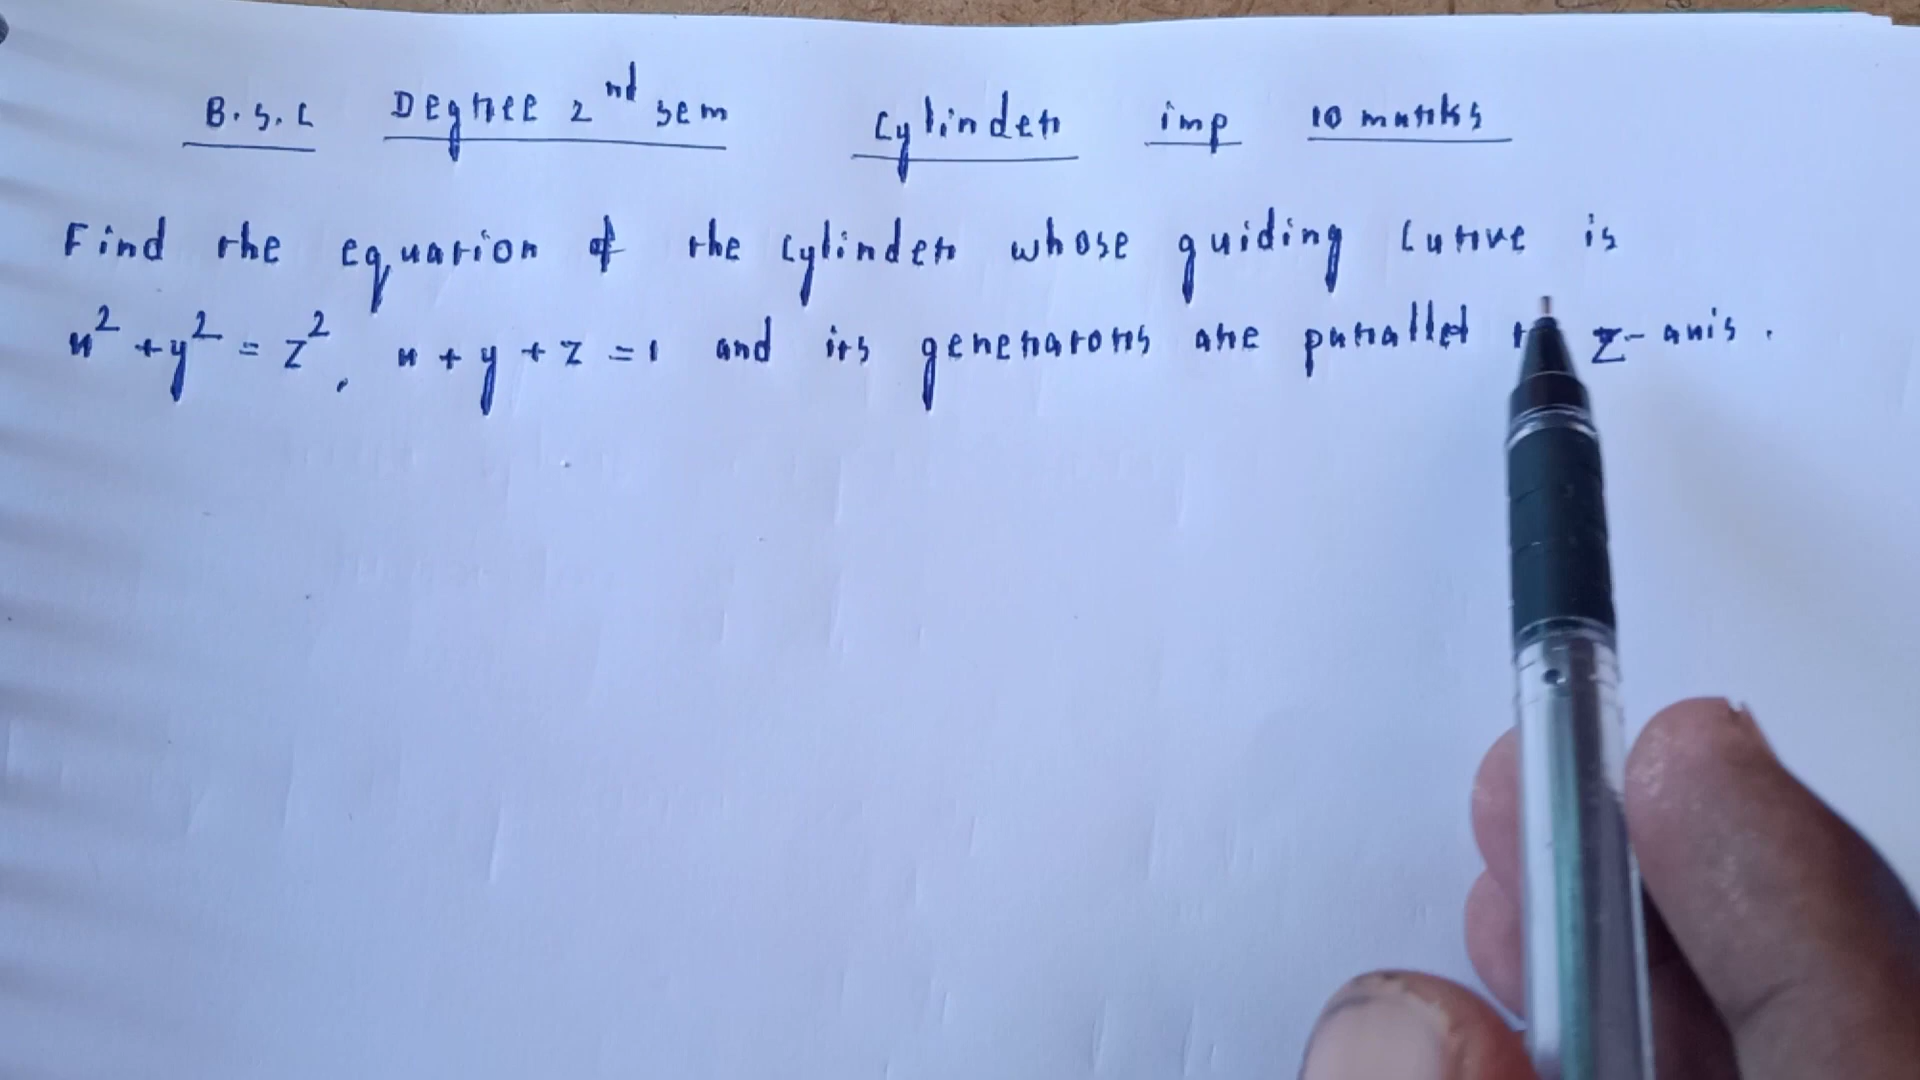 B.S.C Degree 2nd sem Cylinder imp 10 marks
Find the equation of the cylinder whose guiding curve is
x² + y² = z², x + y + z = 1 and its generators are parallel to z-axis.